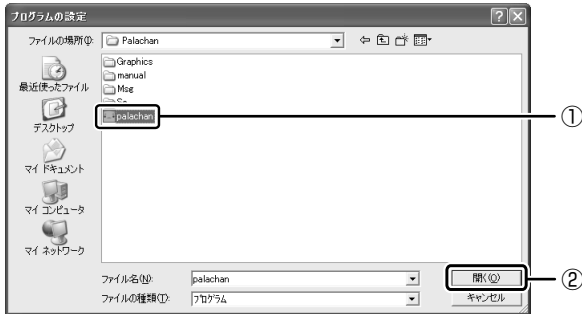 プログラムの設定
ファイルの場所(I):
Palachan
Graphics
manual
Msg
palachan
①
最近使ったファイル
デスクトップ
マイ ドキュメント
マイ コンピュータ
マイ ネットワーク
ファイル名(N):
palachan
開く(O)
②
ファイルの種類(T):
プログラム
キャンセル